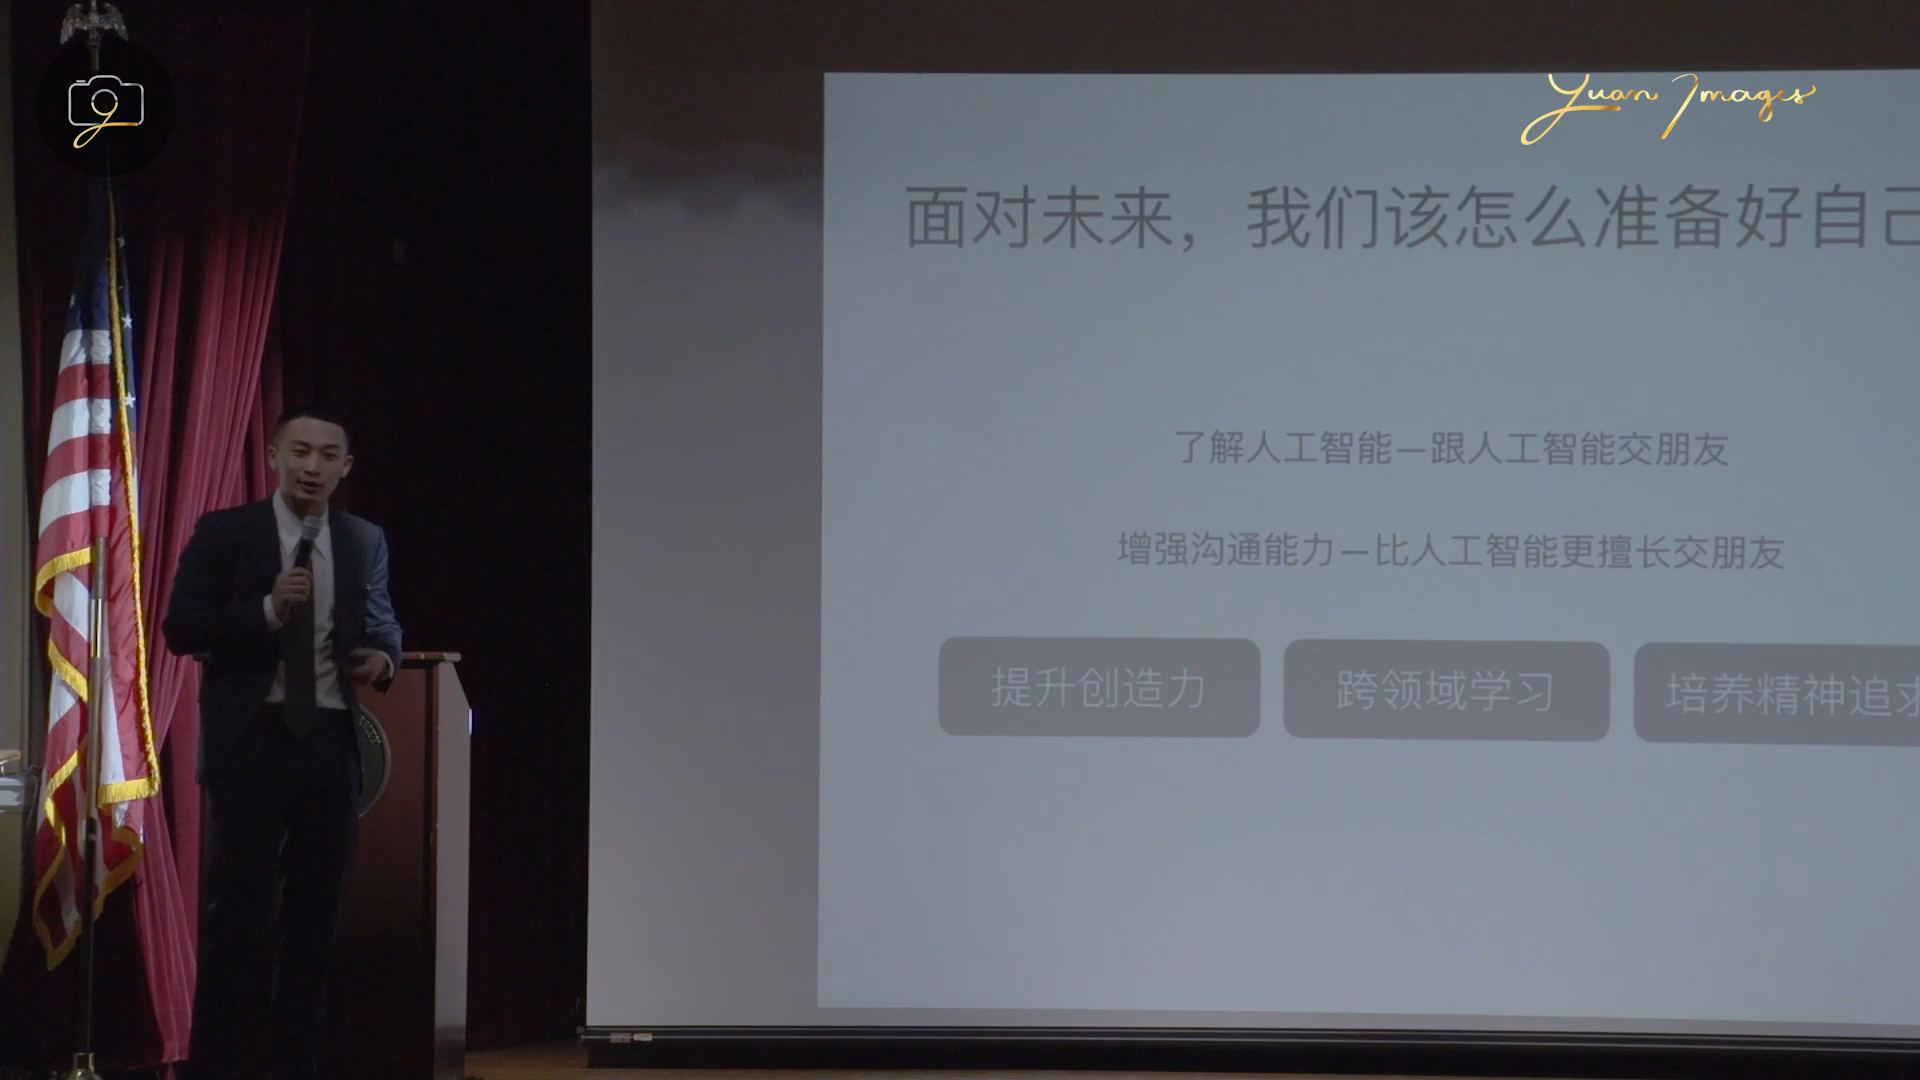 Yuan Images
面对未来，我们该怎么准备好自己
了解人工智能—跟人工智能交朋友
增强沟通能力—比人工智能更擅长交朋友
提升创造力
跨领域学习
培养精神追求